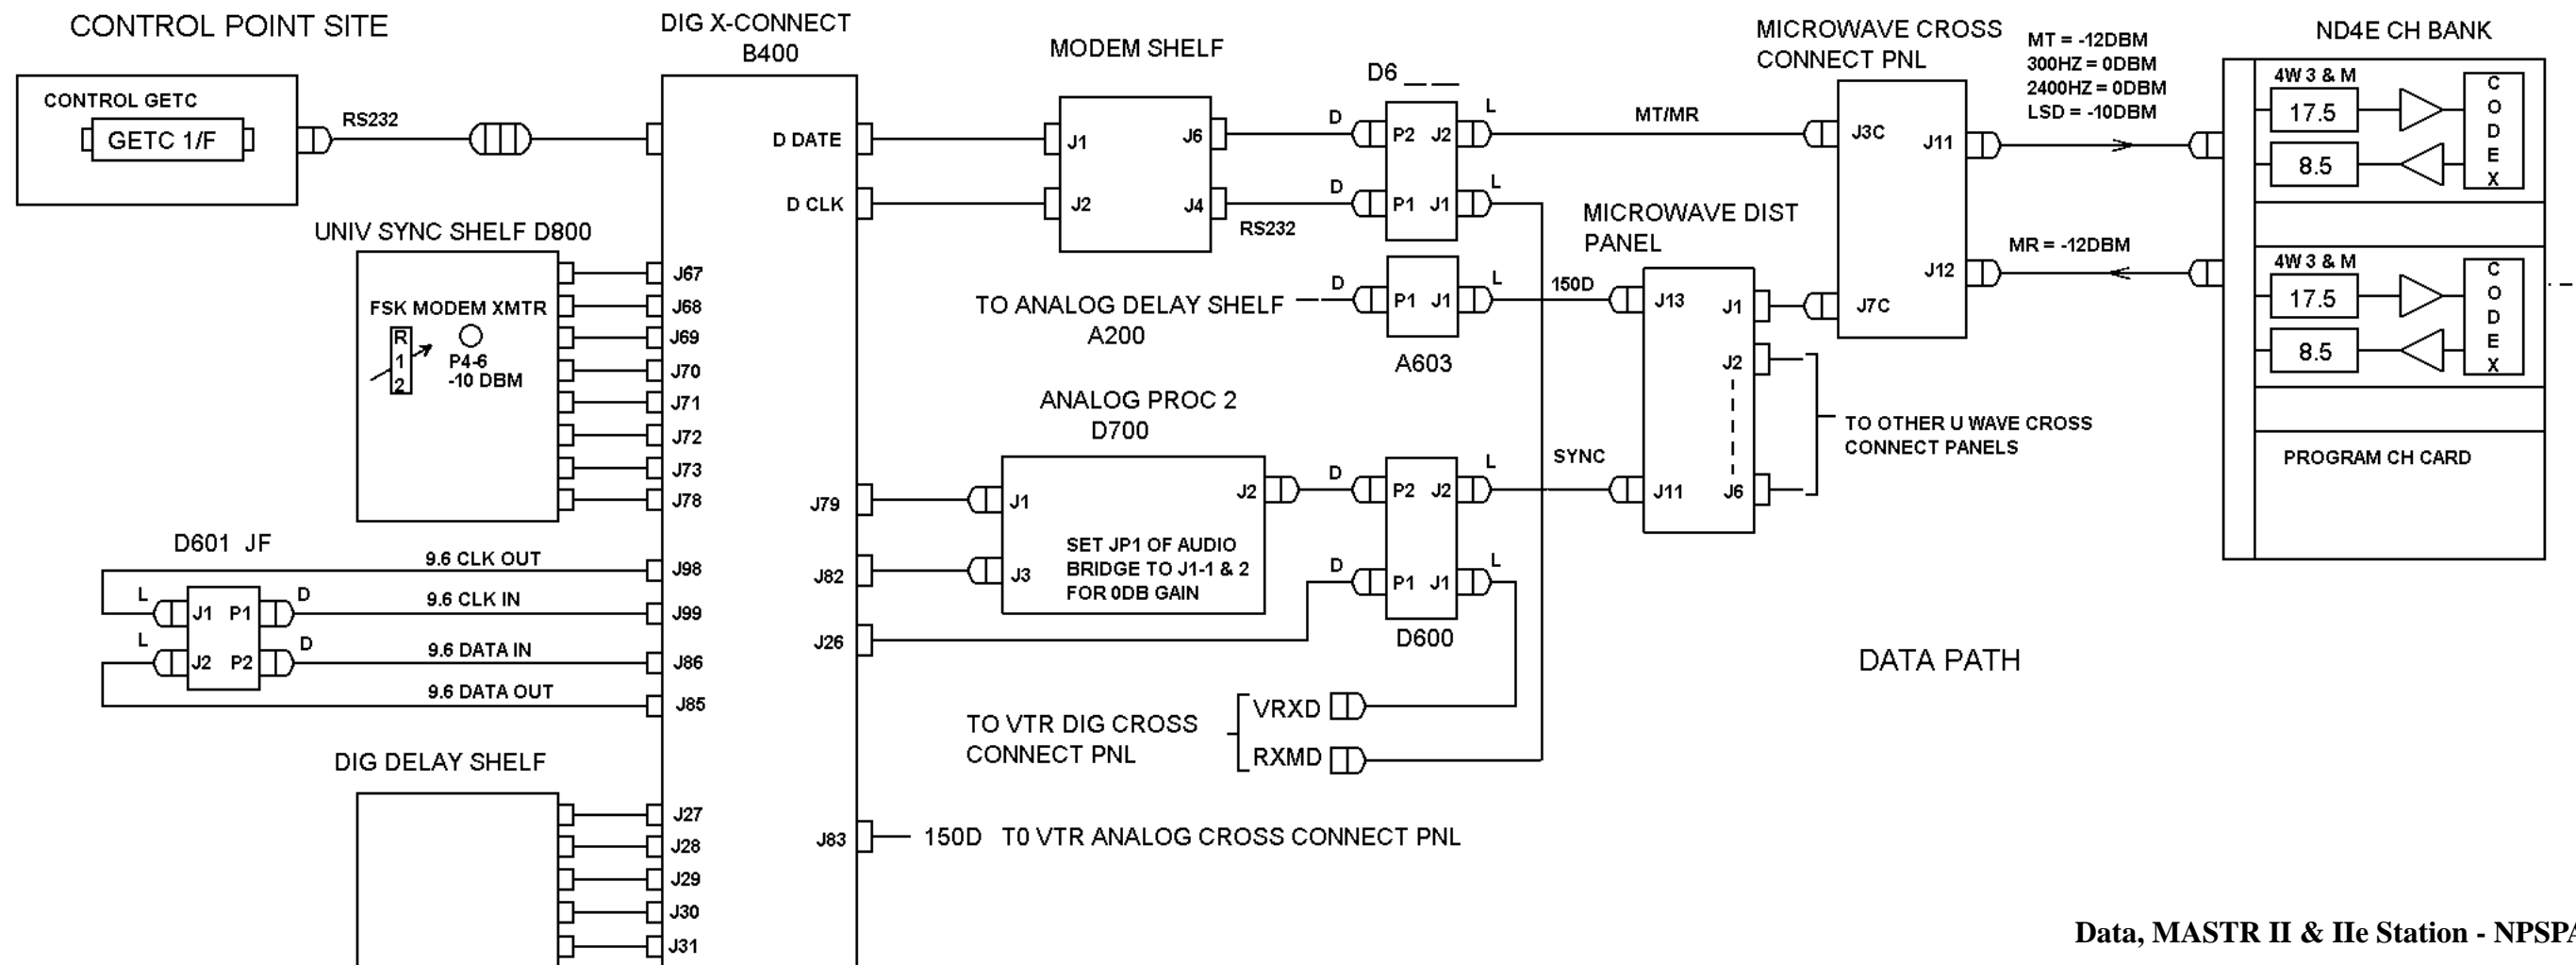 CONTROL POINT SITE
CONTROL GETC
GETC 1/F
RS232
DIG X-CONNECT
B400
D DATE
D CLK
MODEM SHELF
J1
J6
J2
J4
RS232
D6 _ _
D
P2 J2
L
D
P1 J1
L
MT/MR
MICROWAVE CROSS
CONNECT PNL
J3C
J11
J12
J7C
MT = -12DBM
300HZ = 0DBM
2400HZ = 0DBM
LSD = -10DBM
MR = -12DBM
ND4E CH BANK
4W 3 & M
17.5
8.5
CODEX
4W 3 & M
17.5
8.5
CODEX
PROGRAM CH CARD
UNIV SYNC SHELF D800
FSK MODEM XMTR
R
1
2
P4-6
-10 DBM
J67
J68
J69
J70
J71
J72
J73
J78
TO ANALOG DELAY SHELF
A200
D
P1 J1
L
A603
150D
MICROWAVE DIST
PANEL
J13
J1
J2
J11
J6
TO OTHER U WAVE CROSS
CONNECT PANELS
ANALOG PROC 2
D700
J79
J82
J26
J1
J2
J3
SET JP1 OF AUDIO
BRIDGE TO J1-1 & 2
FOR 0DB GAIN
D
P2 J2
L
SYNC
D
P1 J1
L
D600
D601 JF
9.6 CLK OUT
J98
L
J1 P1
D
9.6 CLK IN
J99
L
J2 P2
D
9.6 DATA IN
J86
9.6 DATA OUT
J85
TO VTR DIG CROSS
CONNECT PNL
VRXD
RXMD
DATA PATH
DIG DELAY SHELF
J27
J28
J29
J30
J31
J83
150D T0 VTR ANALOG CROSS CONNECT PNL
Data, MASTR II & IIe Station - NPSPA